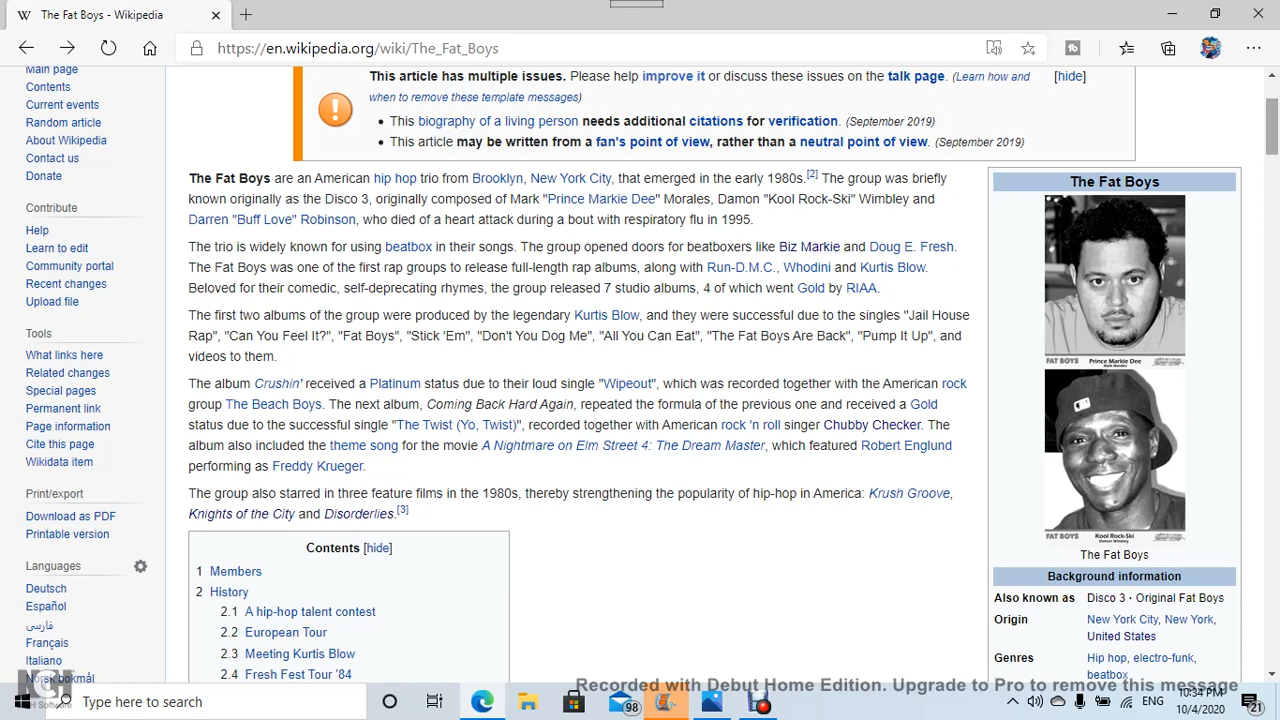 The Fat Boys - Wikipedia
https://en.wikipedia.org/wiki/The_Fat_Boys
Main page
Contents
Current events
Random article
About Wikipedia
Contact us
Donate
Contribute
Help
Learn to edit
Community portal
Recent changes
Upload file
Tools
What links here
Related changes
Special pages
Permanent link
Page information
Cite this page
Wikidata item
Print/export
Download as PDF
Printable version
Languages
Deutsch
Español
فارسی
Français
Italiano
Norsk bokmål
This article has multiple issues. Please help improve it or discuss these issues on the talk page. (Learn how and [hide]
when to remove these template messages)
• This biography of a living person needs additional citations for verification. (September 2019)
• This article may be written from a fan's point of view, rather than a neutral point of view. (September 2019)
The Fat Boys are an American hip hop trio from Brooklyn, New York City, that emerged in the early 1980s.[2] The group was briefly
known originally as the Disco 3, originally composed of Mark "Prince Markie Dee" Morales, Damon "Kool Rock-Ski" Wimbley and
Darren "Buff Love" Robinson, who died of a heart attack during a bout with respiratory flu in 1995.
The trio is widely known for using beatbox in their songs. The group opened doors for beatboxers like Biz Markie and Doug E. Fresh.
The Fat Boys was one of the first rap groups to release full-length rap albums, along with Run-D.M.C., Whodini and Kurtis Blow.
Beloved for their comedic, self-deprecating rhymes, the group released 7 studio albums, 4 of which went Gold by RIAA.
The first two albums of the group were produced by the legendary Kurtis Blow, and they were successful due to the singles "Jail House
Rap", "Can You Feel It?", "Fat Boys", "Stick 'Em", "Don't You Dog Me", "All You Can Eat", "The Fat Boys Are Back", "Pump It Up", and
videos to them.
The album Crushin' received a Platinum status due to their loud single "Wipeout", which was recorded together with the American rock
group The Beach Boys. The next album, Coming Back Hard Again, repeated the formula of the previous one and received a Gold
status due to the successful single "The Twist (Yo, Twist)", recorded together with American rock 'n roll singer Chubby Checker. The
album also included the theme song for the movie A Nightmare on Elm Street 4: The Dream Master, which featured Robert Englund
performing as Freddy Krueger.
The group also starred in three feature films in the 1980s, thereby strengthening the popularity of hip-hop in America: Krush Groove,
Knights of the City and Disorderlies.[3]
Contents [hide]
1 Members
2 History
2.1 A hip-hop talent contest
2.2 European Tour
2.3 Meeting Kurtis Blow
2.4 Fresh Fest Tour '84
The Fat Boys
FAT BOYS Prince Markie Dee
Mark Morales
FAT BOYS Kool Rock-Ski
Damon Wimbley
The Fat Boys
Background information
Also known as Disco 3 · Original Fat Boys
Origin New York City, New York,
United States
Genres Hip hop, electro-funk,
beatbox
Recorded with Debut Home Edition. Upgrade to Pro to remove this message
NCH Software
Type here to search
98
ENG
10:34 PM
10/4/2020
21